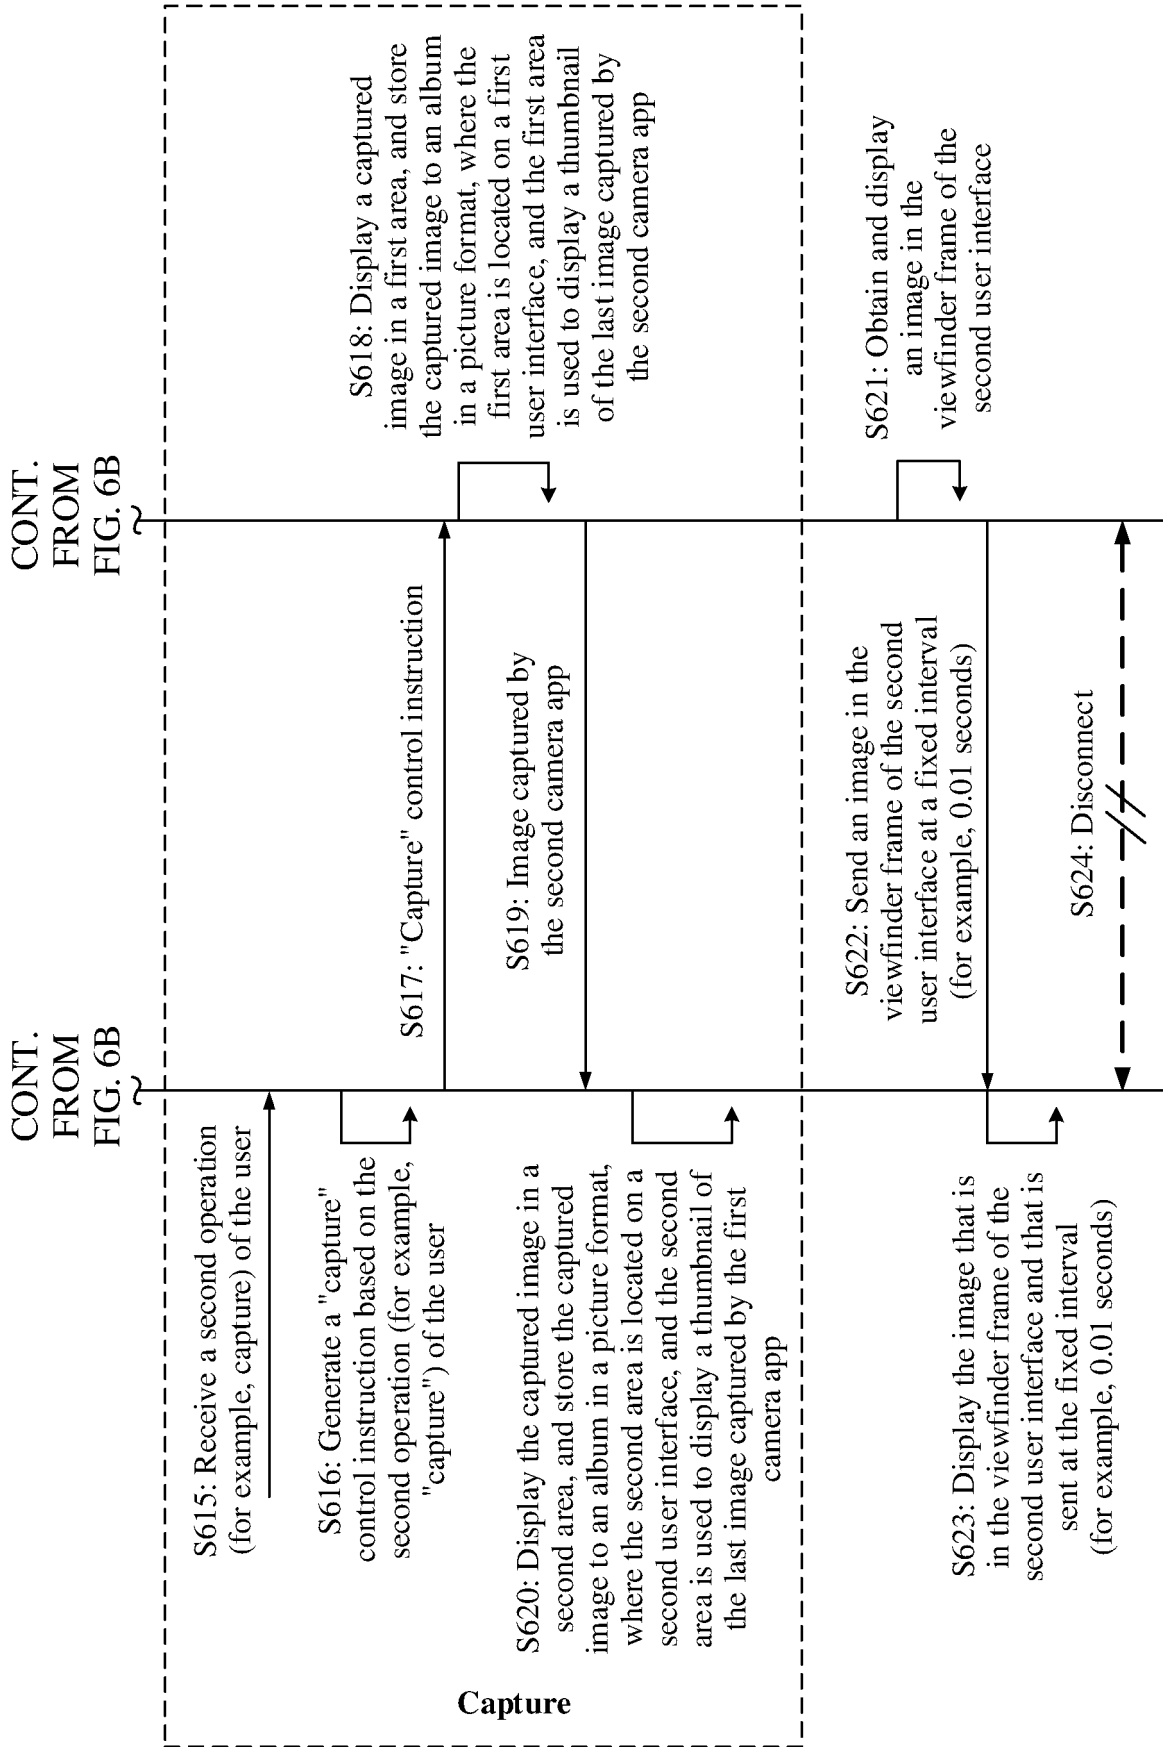 CONT.
FROM
FIG. 6B
CONT.
FROM
FIG. 6B
S615: Receive a second operation
(for example, capture) of the user
S616: Generate a "capture"
control instruction based on the
second operation (for example,
"capture") of the user
S617: "Capture" control instruction
S618: Display a captured
image in a first area, and store
the captured image to an album
in a picture format, where the
first area is located on a first
user interface, and the first area
is used to display a thumbnail
of the last image captured by
the second camera app
S619: Image captured by
the second camera app
S620: Display the captured image in a
second area, and store the captured
image to an album in a picture format,
where the second area is located on a
second user interface, and the second
area is used to display a thumbnail of
the last image captured by the first
camera app
Capture
S621: Obtain and display
an image in the
viewfinder frame of the
second user interface
S622: Send an image in the
viewfinder frame of the second
user interface at a fixed interval
(for example, 0.01 seconds)
S623: Display the image that is
in the viewfinder frame of the
second user interface and that is
sent at the fixed interval
(for example, 0.01 seconds)
S624: Disconnect